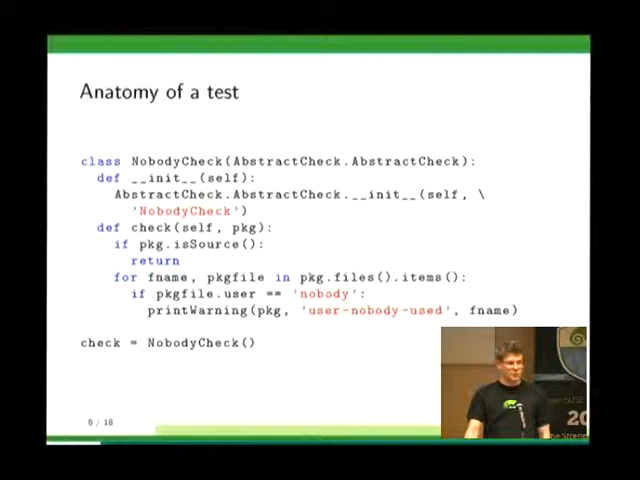 Anatomy of a test
class NobodyCheck(AbstractCheck.AbstractCheck):
def __init__(self):
AbstractCheck.AbstractCheck.__init__(self, \
'NobodyCheck')
def check(self, pkg):
if pkg.isSource():
return
for fname, pkgfile in pkg.files().items():
if pkgfile.user == 'nobody':
printWarning(pkg, 'user-nobody-used', fname)
check = NobodyCheck()
8 / 18
20